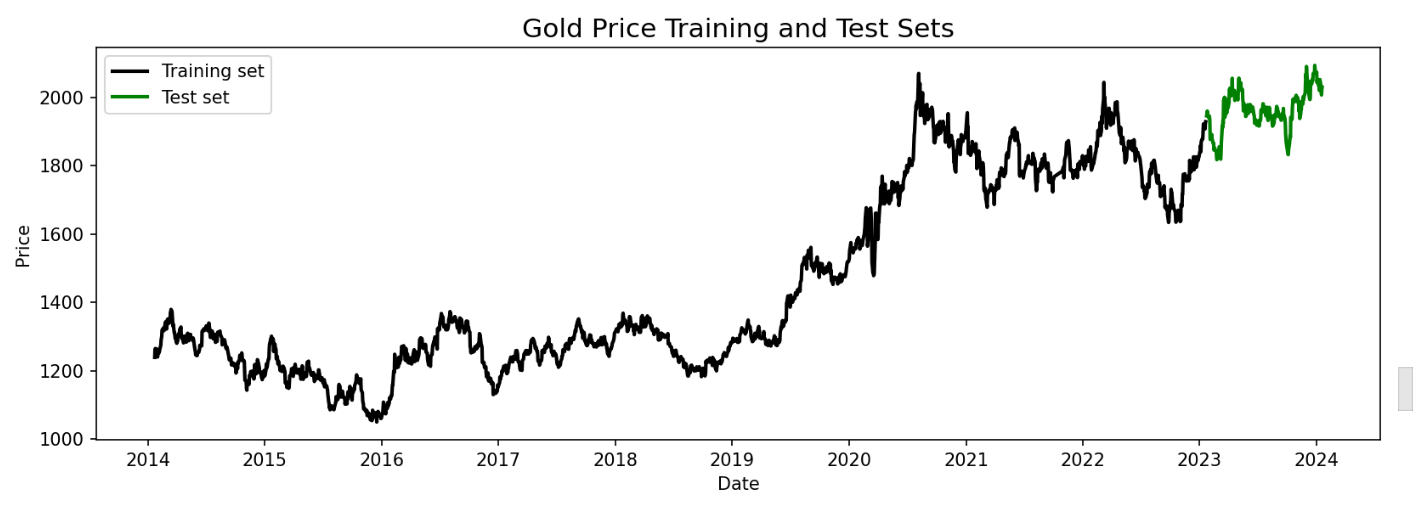 Gold Price Training and Test Sets
Training set
Test set
2000
1800
1600
1400
1200
1000
Price
2014 2015 2016 2017 2018 2019 2020 2021 2022 2023 2024
Date